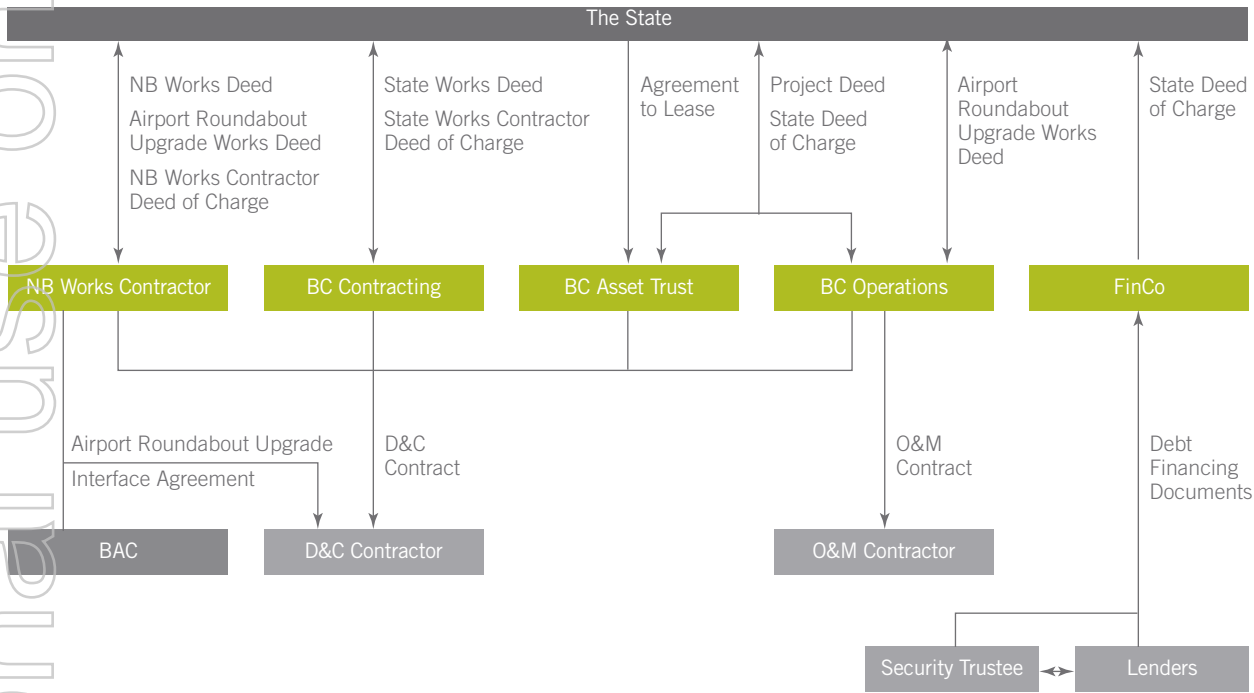 The State
NB Works Deed
Airport Roundabout
Upgrade Works Deed
NB Works Contractor
Deed of Charge
State Works Deed
State Works Contractor
Deed of Charge
Agreement
to Lease
Project Deed
State Deed
of Charge
Airport
Roundabout
Upgrade Works
Deed
State Deed
of Charge
NB Works Contractor
BC Contracting
BC Asset Trust
BC Operations
FinCo
Airport Roundabout Upgrade
Interface Agreement
D&C
Contract
O&M
Contract
Debt
Financing
Documents
BAC
D&C Contractor
O&M Contractor
Security Trustee
Lenders